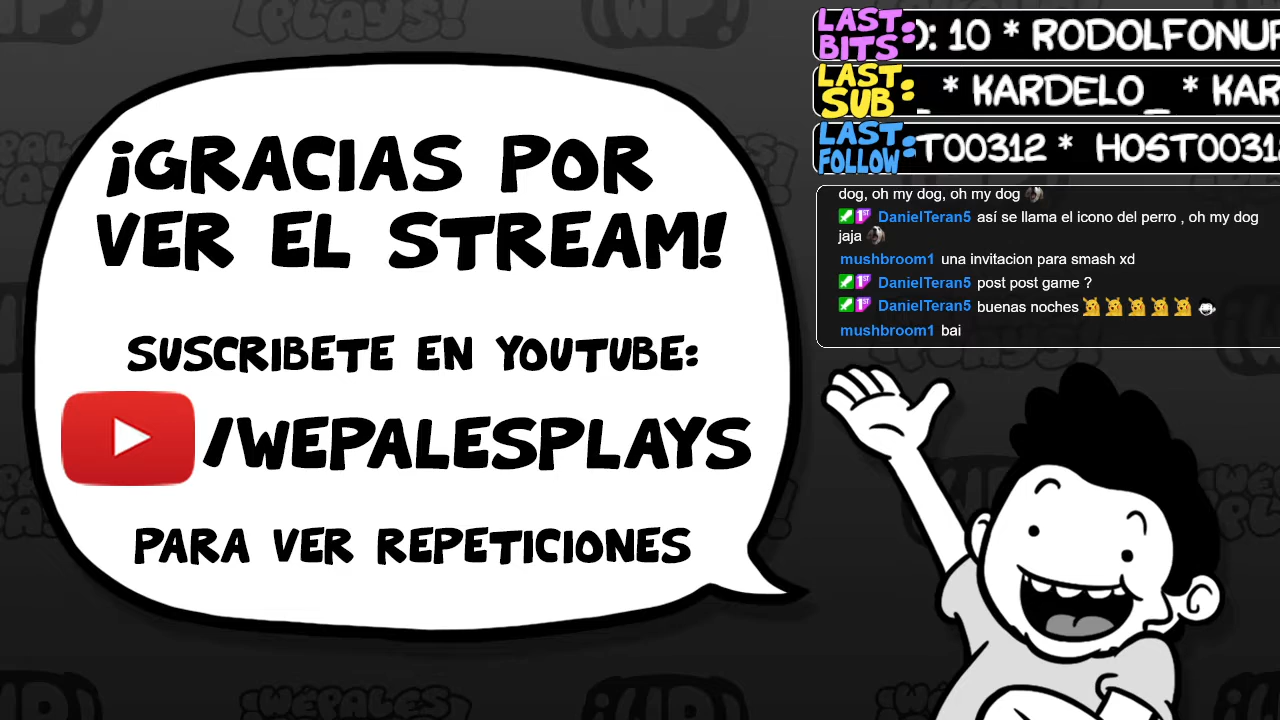 ¡GRACIAS POR
VER EL STREAM!
SUSCRIBETE EN YOUTUBE:
/WEPALESPLAYS
PARA VER REPETICIONES
LAST BITS: : 10 * RODOLFONU
LAST SUB: _ * KARDELO_ * KAR
LAST FOLLOW: T00312 * HOST00312
dog, oh my dog, oh my dog
DanielTeran5 así se llama el icono del perro , oh my dog
jaja
mushbroom1 una invitacion para smash xd
DanielTeran5 post post game ?
DanielTeran5 buenas noches
mushbroom1 bai
¡WÉPALES